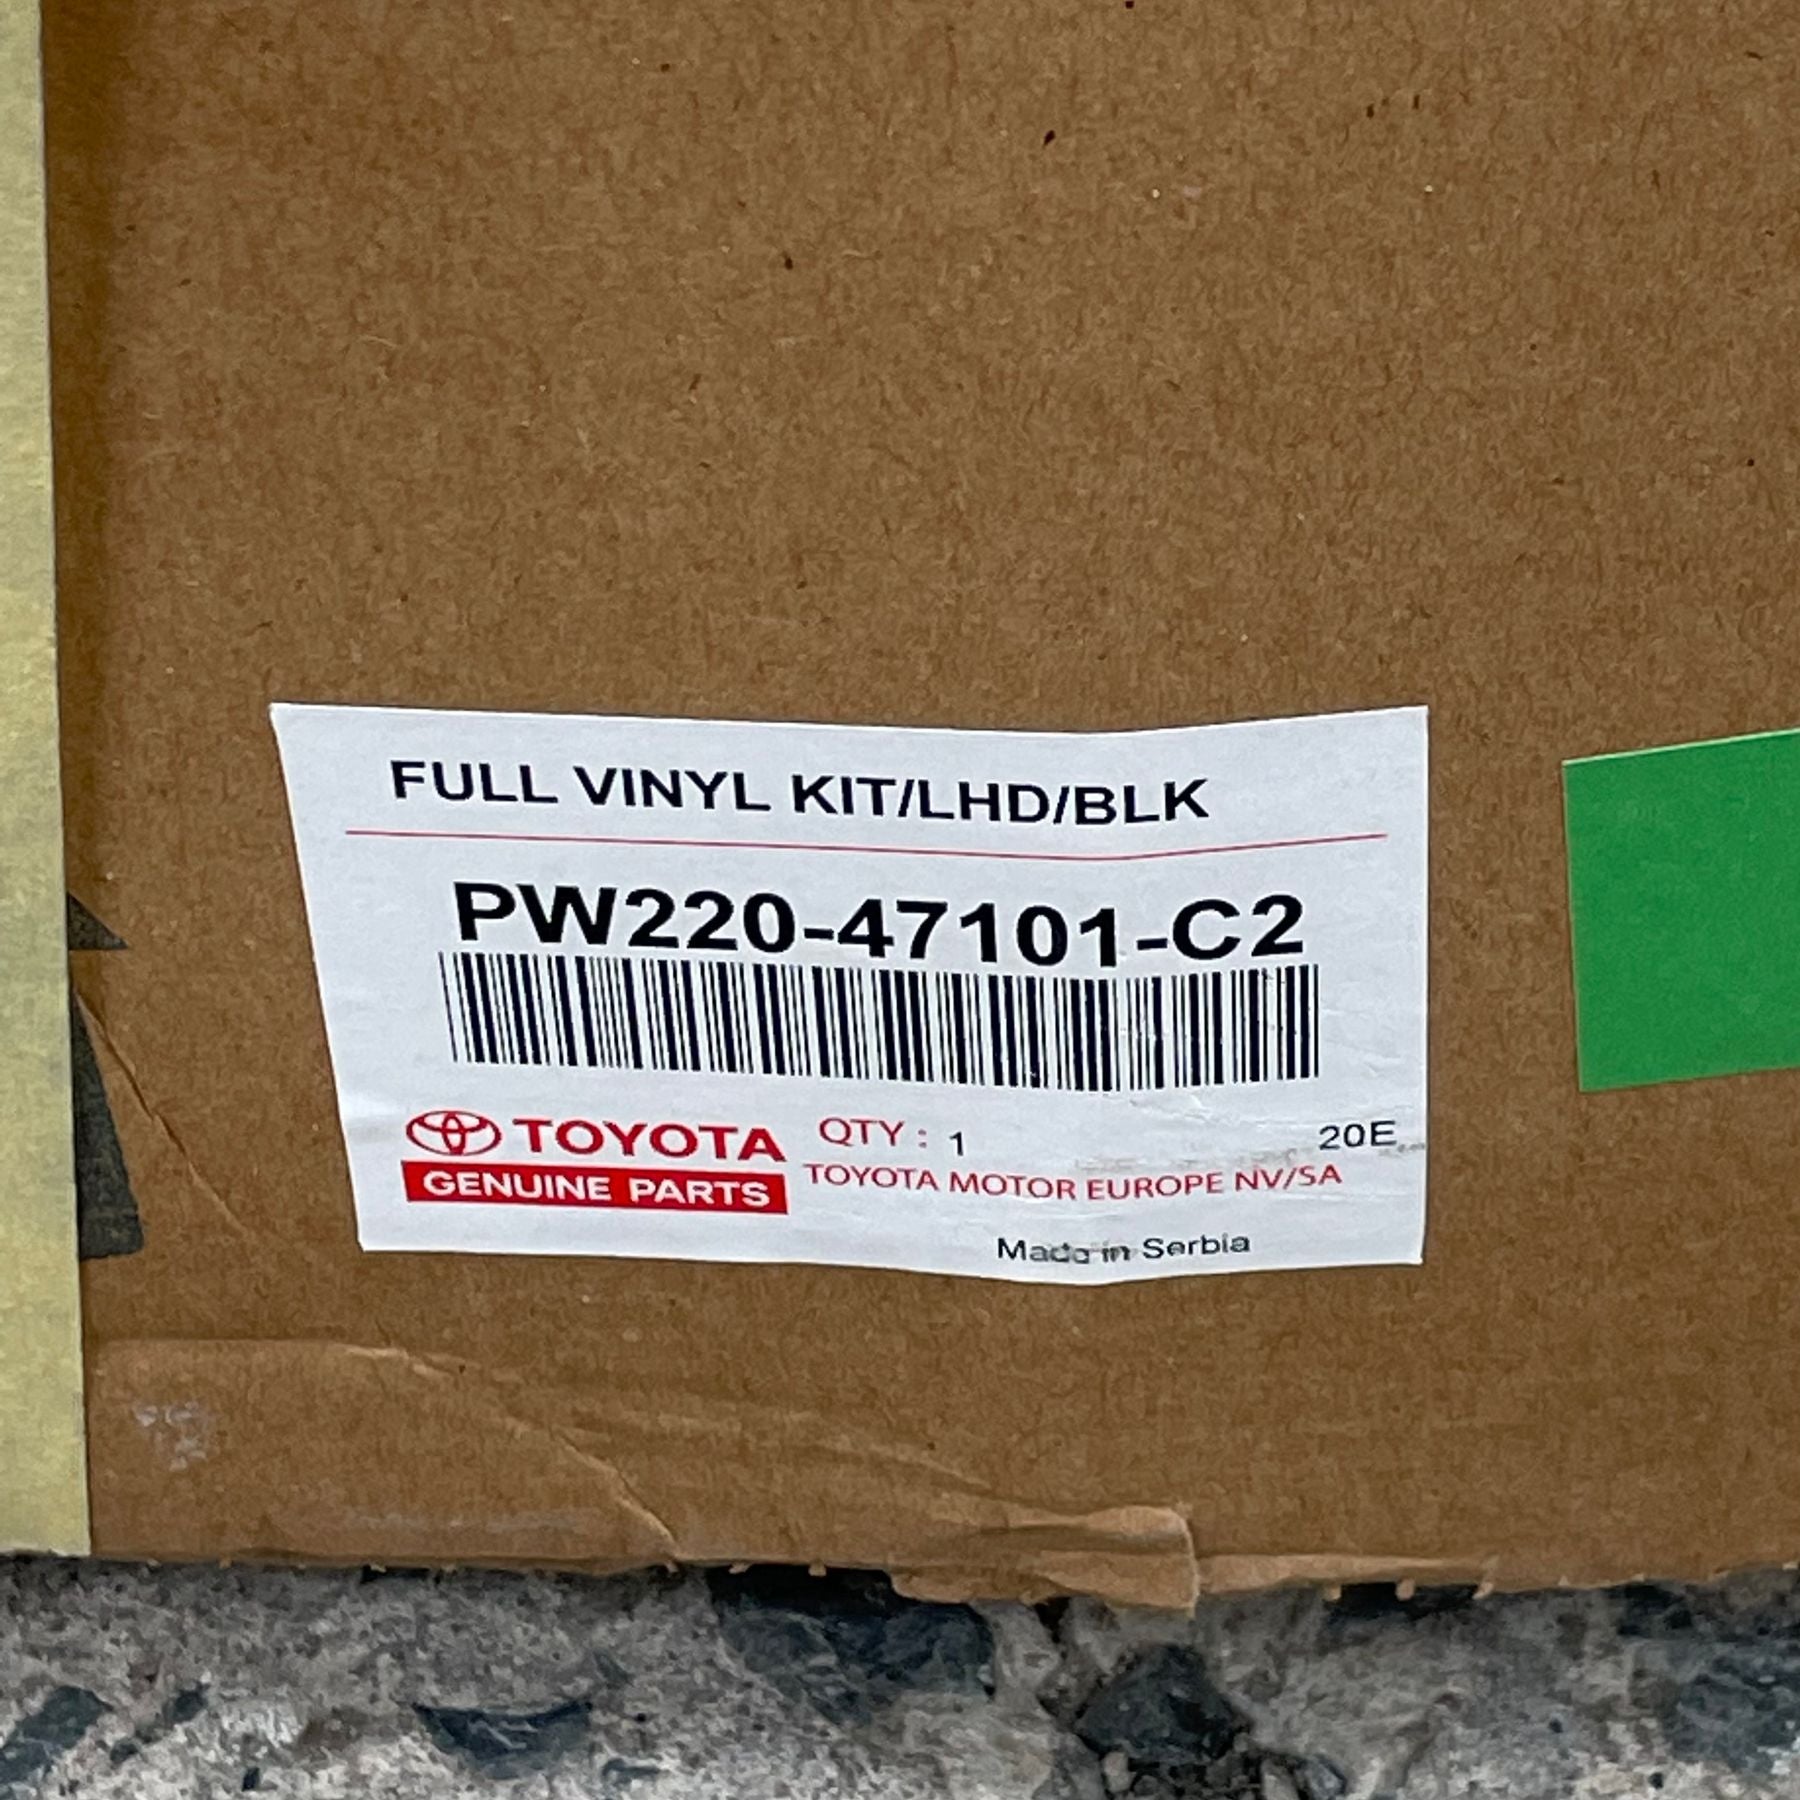 FULL VINYL KIT/LHD/BLK
PW220-47101-C2
TOYOTA
GENUINE PARTS
QTY : 1
20E
TOYOTA MOTOR EUROPE NV/SA
Made in Serbia